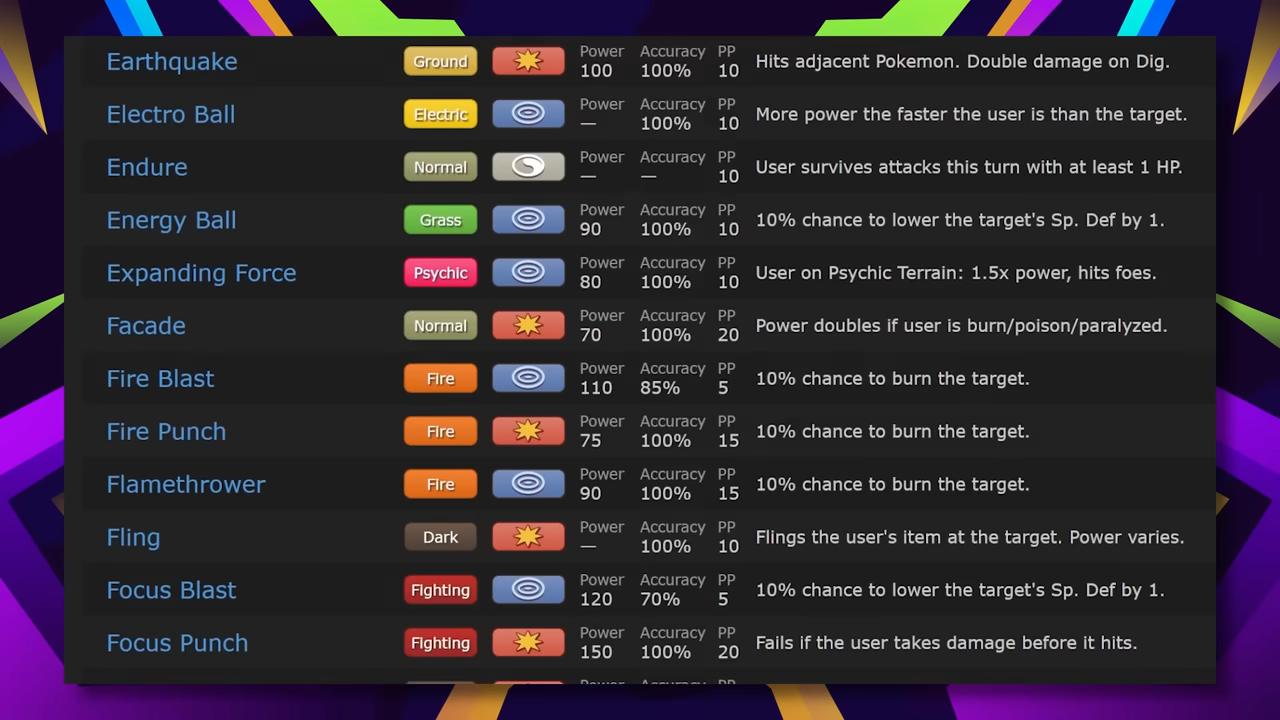 Earthquake Ground Power 100 Accuracy 100% PP 10 Hits adjacent Pokemon. Double damage on Dig.
Electro Ball Electric Power — Accuracy 100% PP 10 More power the faster the user is than the target.
Endure Normal Power — Accuracy — PP 10 User survives attacks this turn with at least 1 HP.
Energy Ball Grass Power 90 Accuracy 100% PP 10 10% chance to lower the target's Sp. Def by 1.
Expanding Force Psychic Power 80 Accuracy 100% PP 10 User on Psychic Terrain: 1.5x power, hits foes.
Facade Normal Power 70 Accuracy 100% PP 20 Power doubles if user is burn/poison/paralyzed.
Fire Blast Fire Power 110 Accuracy 85% PP 5 10% chance to burn the target.
Fire Punch Fire Power 75 Accuracy 100% PP 15 10% chance to burn the target.
Flamethrower Fire Power 90 Accuracy 100% PP 15 10% chance to burn the target.
Fling Dark Power — Accuracy 100% PP 10 Flings the user's item at the target. Power varies.
Focus Blast Fighting Power 120 Accuracy 70% PP 5 10% chance to lower the target's Sp. Def by 1.
Focus Punch Fighting Power 150 Accuracy 100% PP 20 Fails if the user takes damage before it hits.